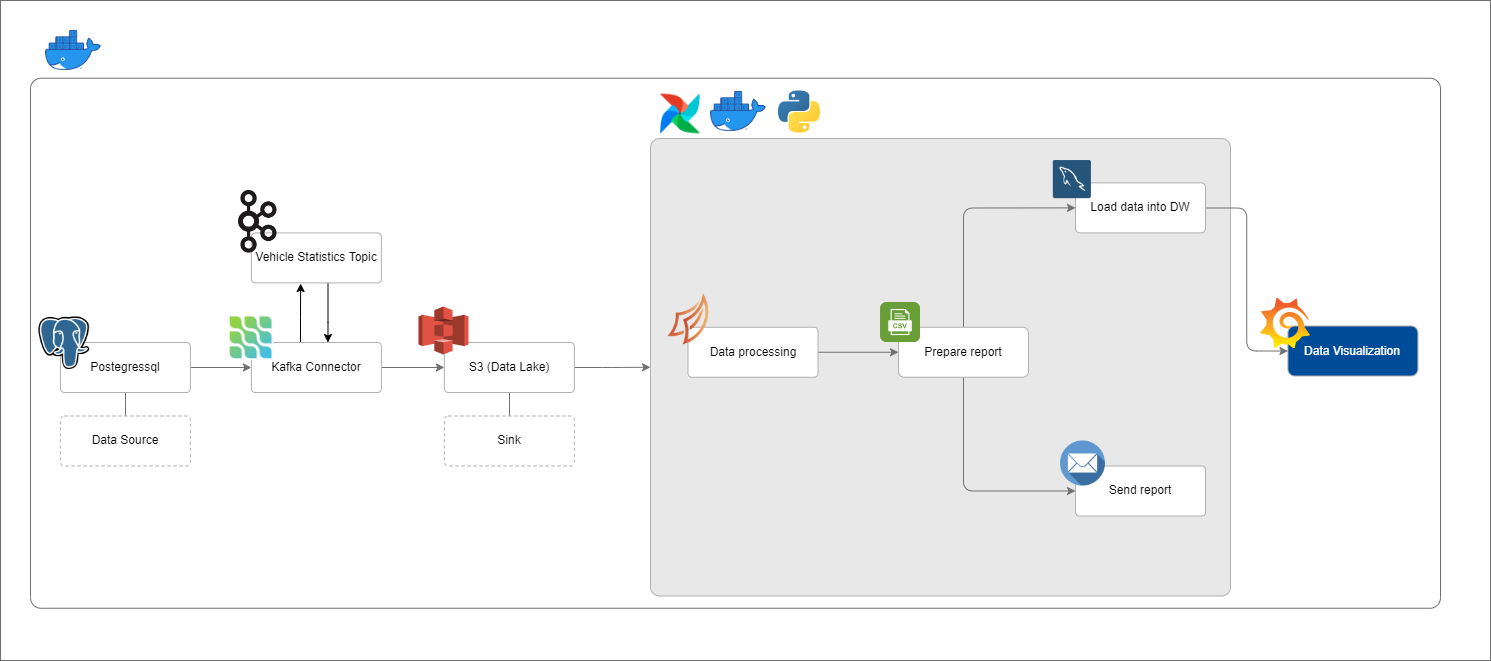 Vehicle Statistics Topic
Postegressql
Kafka Connector
S3 (Data Lake)
Data Source
Sink
Data processing
CSV
Prepare report
Load data into DW
Send report
Data Visualization